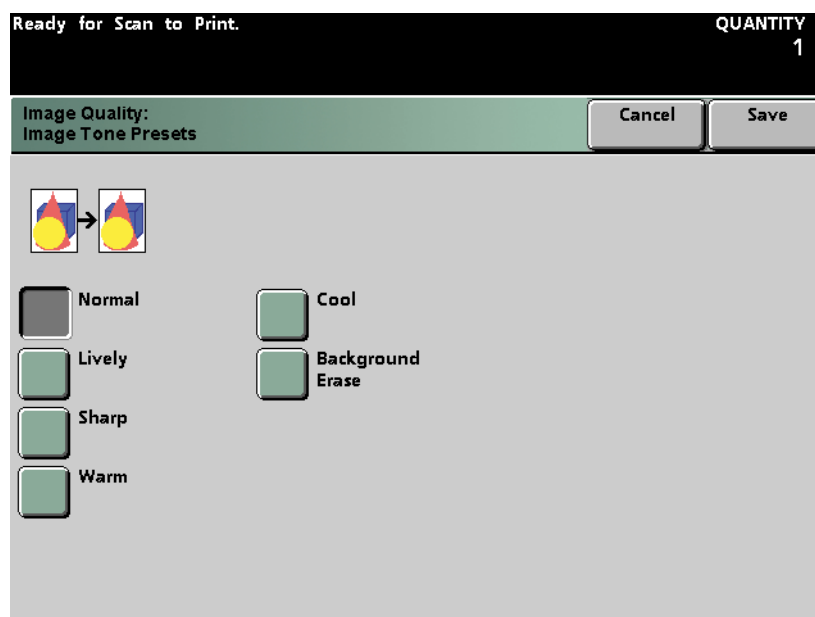 Ready for Scan to Print.
QUANTITY
1
Image Quality:
Image Tone Presets
Cancel
Save
Normal
Lively
Sharp
Warm
Cool
Background
Erase